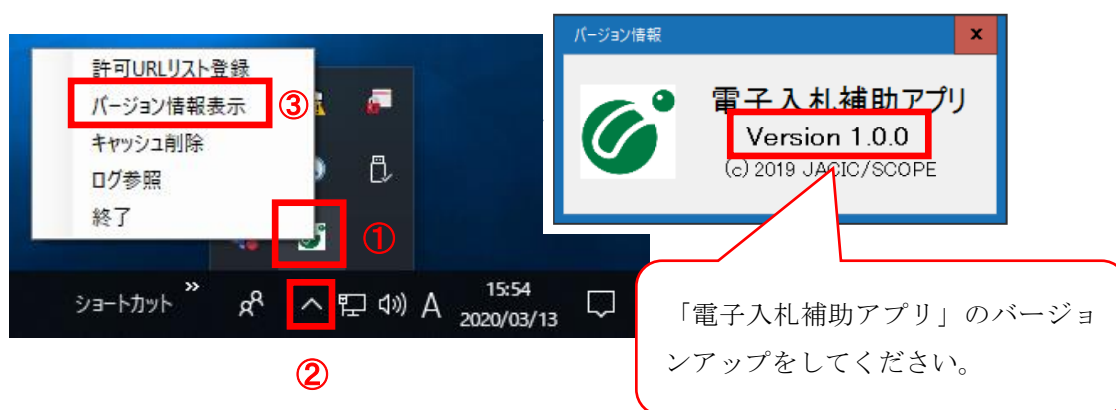 許可URLリスト登録
バージョン情報表示
③
キャッシュ削除
ログ参照
終了
①
ショートカット
»
A
15:54
2020/03/13
②
バージョン情報
x
電子入札補助アプリ
Version 1.0.0
(c) 2019 JACIC/SCOPE
「電子入札補助アプリ」のバージョ
ンアップをしてください。